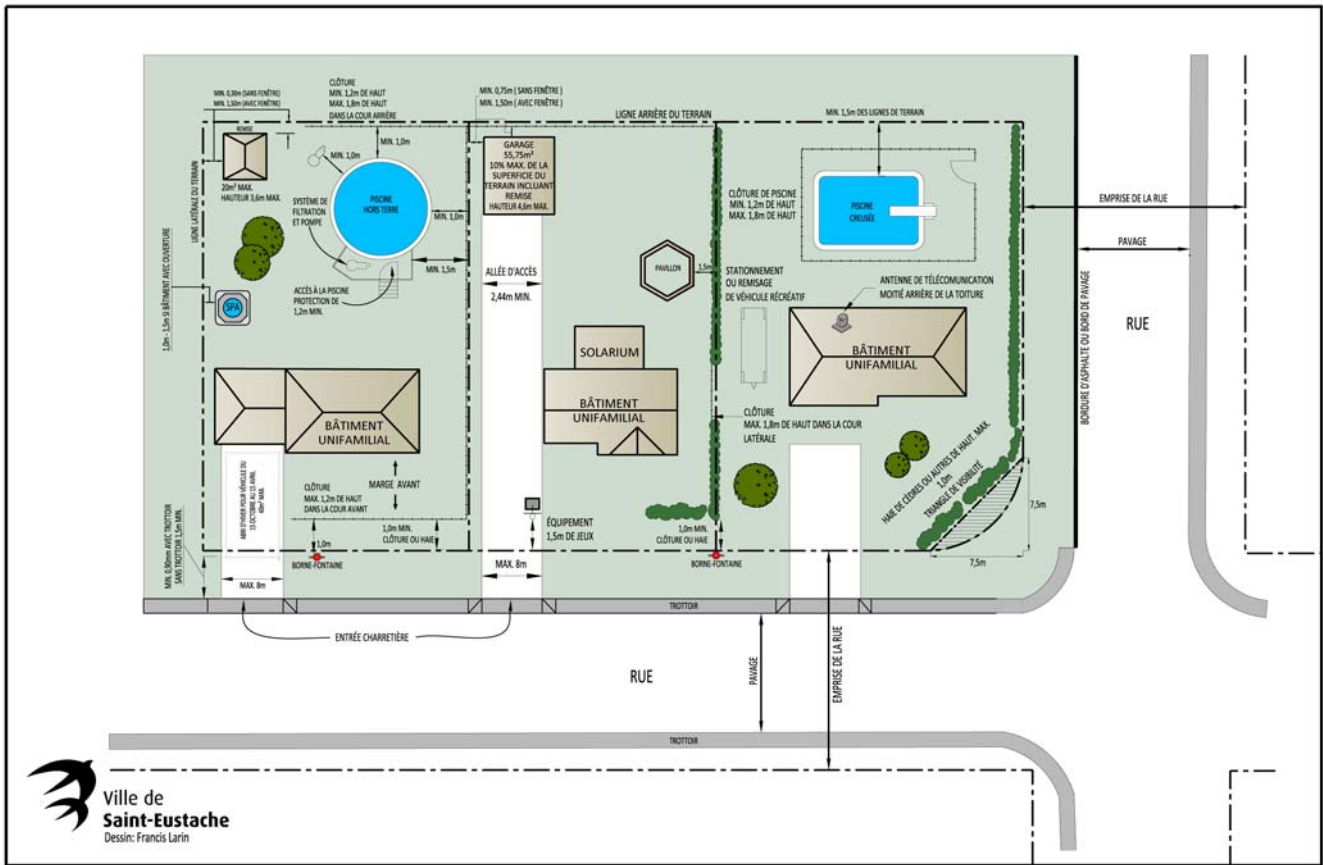 MIN. 0,30m (SANS FENÊTRE)
MIN. 1,50m (AVEC FENÊTRE)
REMISE
20m² MAX.
HAUTEUR 3,6m MAX.
LIGNE LATÉRALE DU TERRAIN
CLÔTURE
MIN. 1,2m DE HAUT
MAX. 1,8m DE HAUT
DANS LA COUR ARRIÈRE
MIN. 1,0m
MIN. 1,0m
PISCINE
HORS TERRE
SYSTÈME DE
FILTRATION
ET POMPE
MIN. 1,0m
MIN. 1,5m
ACCÈS À LA PISCINE
PROTECTION DE
1,2m MIN.
SPA
1,0m - 1,5m SI BÂTIMENT AVEC OUVERTURE
MIN. 0,75m ( SANS FENÊTRE )
MIN. 1,50m ( AVEC FENÊTRE )
GARAGE
55,75m²
10% MAX. DE LA
SUPERFICIE DU
TERRAIN INCLUANT
REMISE
HAUTEUR 4,6m MAX.
ALLÉE D'ACCÈS
2,44m MIN.
LIGNE ARRIÈRE DU TERRAIN
PAVILLON
1,5m
SOLARIUM
BÂTIMENT
UNIFAMILIAL
BÂTIMENT
UNIFAMILIAL
MIN. 1,5m DES LIGNES DE TERRAIN
CLÔTURE DE PISCINE
MIN. 1,2m DE HAUT
MAX. 1,8m DE HAUT
PISCINE
CREUSÉE
STATIONNEMENT
OU REMISAGE
DE VÉHICULE RÉCRÉATIF
ANTENNE DE TÉLÉCOMUNICATION
MOITIÉ ARRIÈRE DE LA TOITURE
BÂTIMENT
UNIFAMILIAL
CLÔTURE
MAX. 1,8m DE HAUT DANS LA COUR
LATÉRALE
EMPRISE DE LA RUE
PAVAGE
BORDURE D'ASPHALTE OU BORD DE PAVAGE
RUE
HAIE DE CÈDRES OU AUTRES DE HAUT. MAX.
1,0m
TRIANGLE DE VISIBILITÉ
7,5m
7,5m
ABRI D'HIVER POUR VÉHICULE DU
15 OCTOBRE AU 15 AVRIL
40m² MAX.
CLÔTURE
MAX. 1,2m DE HAUT
DANS LA COUR AVANT
MARGE AVANT
1,0m
1,0m MIN.
CLÔTURE OU HAIE
BORNE-FONTAINE
ÉQUIPEMENT
1,5m DE JEUX
1,0m MIN.
CLÔTURE OU HAIE
BORNE-FONTAINE
MIN. 0,90mm AVEC TROTTOIR
SANS TROTTOIR 1,5m MIN.
MAX. 8m
MAX. 8m
TROTTOIR
ENTRÉE CHARRETIÈRE
RUE
PAVAGE
EMPRISE DE LA RUE
TROTTOIR
Ville de
Saint-Eustache
Dessin: Francis Larin